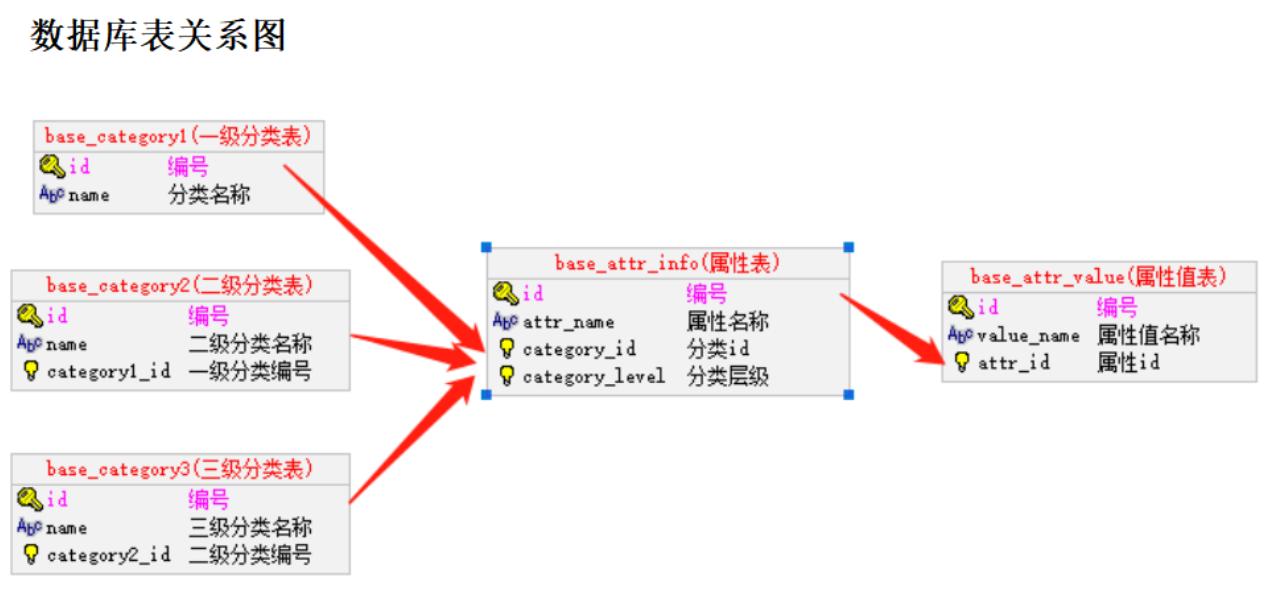 数据库表关系图
base_category1(一级分类表)
id 编号
Abc name 分类名称
base_category2(二级分类表)
id 编号
Abc name 二级分类名称
category1_id 一级分类编号
base_category3(三级分类表)
id 编号
Abc name 三级分类名称
category2_id 二级分类编号
base_attr_info(属性表)
id 编号
Abc attr_name 属性名称
category_id 分类id
category_level 分类层级
base_attr_value(属性值表)
id 编号
Abc value_name 属性值名称
attr_id 属性id